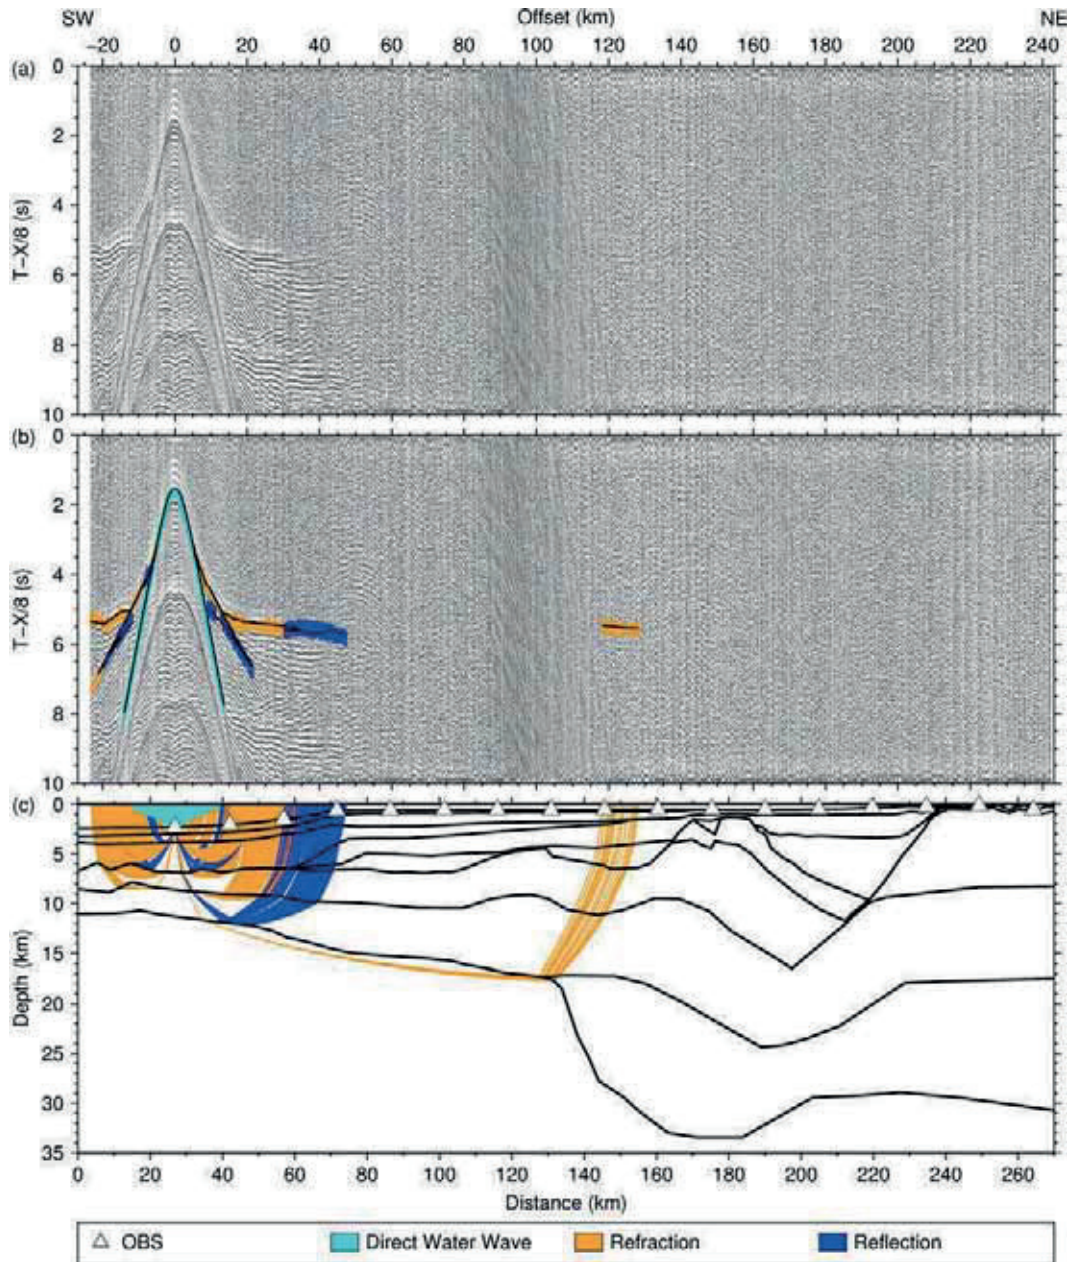 SW Offset (km) NE
−20 0 20 40 60 80 100 120 140 160 180 200 220 240
(a)
0
2
4
6
8
10
T−X/8 (s)
(b)
0
2
4
6
8
10
T−X/8 (s)
(c)
0
5
10
15
20
25
30
35
Depth (km)
0 20 40 60 80 100 120 140 160 180 200 220 240 260
Distance (km)
OBS Direct Water Wave Refraction Reflection